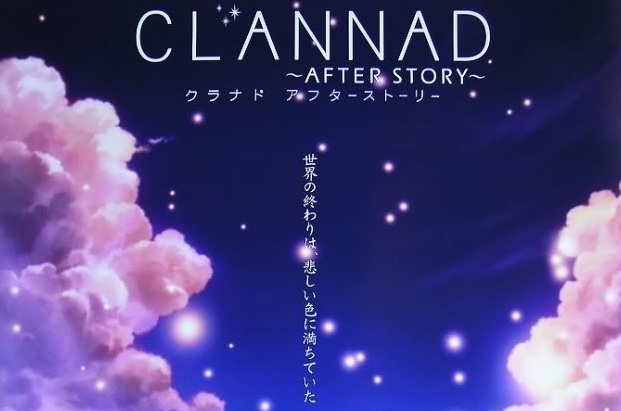 CLANNAD
~AFTER STORY~
クラナド アフターストーリー
世界の終わりは、悲しい色に満ちていた